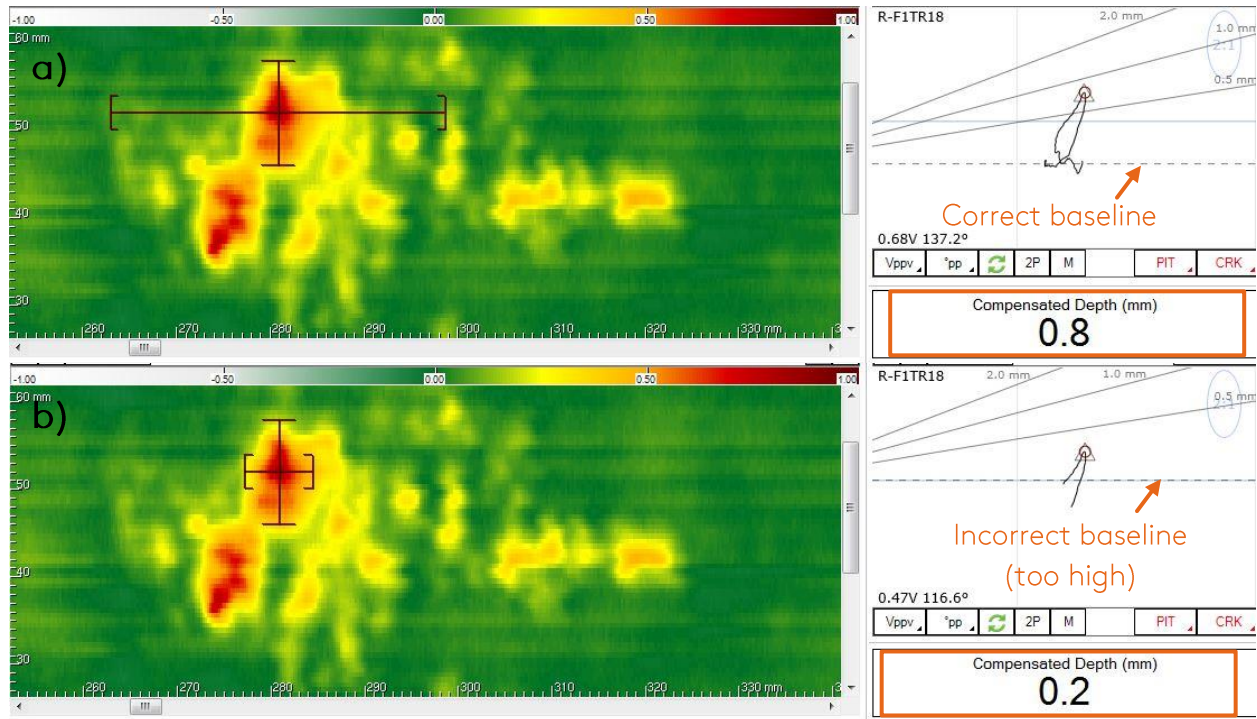 -1.00 -0.50 0.00 0.50 1.00
60 mm
a)
50
40
30
260 270 280 290 300 310 320 330 mm
R-F1TR18
2.0 mm
1.0 mm
2:1
0.5 mm
Correct baseline
0.68V 137.2°
Vppv °pp 2P M PIT CRK
Compensated Depth (mm)
0.8
-1.00 -0.50 0.00 0.50 1.00
60 mm
b)
50
40
30
260 270 280 290 300 310 320 330 mm
R-F1TR18
2.0 mm
1.0 mm
0.5 mm
2:1
Incorrect baseline
(too high)
0.47V 116.6°
Vppv °pp 2P M PIT CRK
Compensated Depth (mm)
0.2